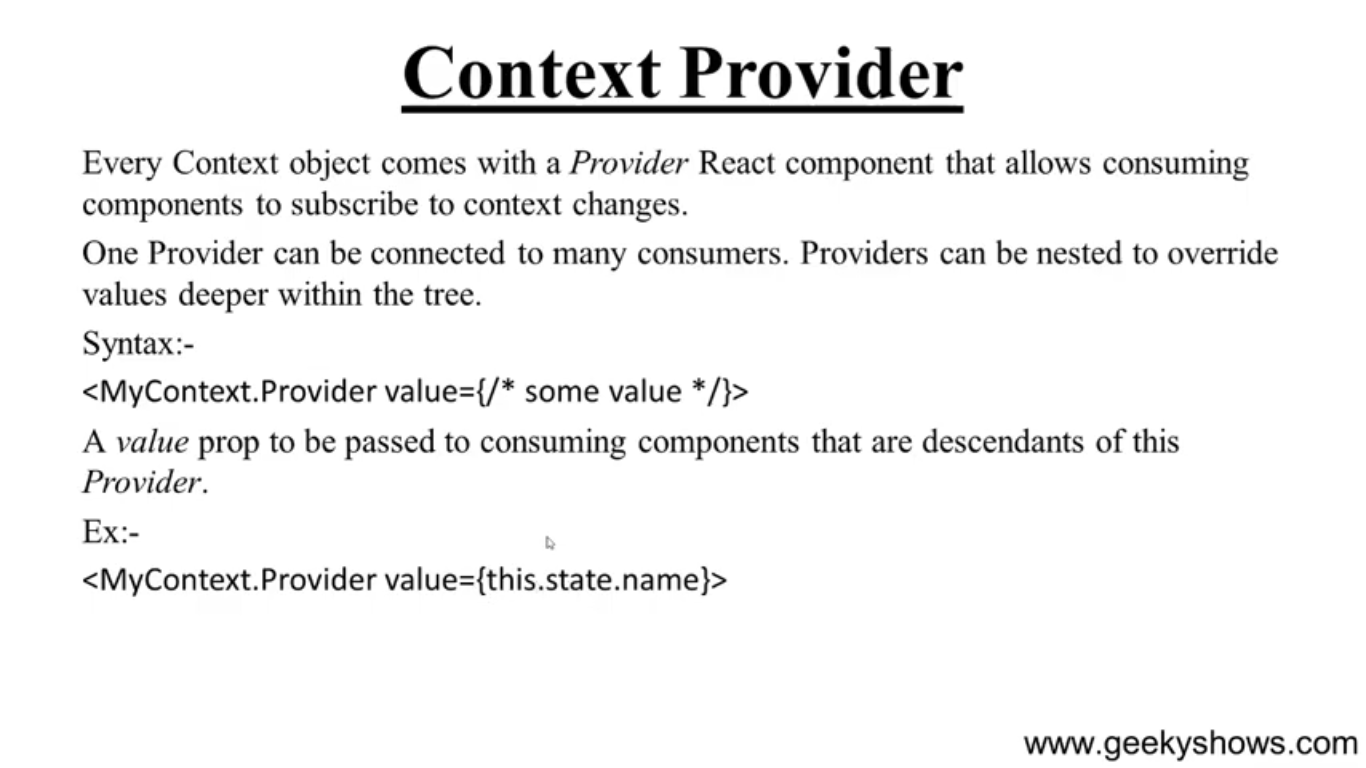 Context Provider
Every Context object comes with a Provider React component that allows consuming
components to subscribe to context changes.
One Provider can be connected to many consumers. Providers can be nested to override
values deeper within the tree.
Syntax:-
<MyContext.Provider value={/* some value */}>
A value prop to be passed to consuming components that are descendants of this
Provider.
Ex:-
<MyContext.Provider value={this.state.name}>
www.geekyshows.com